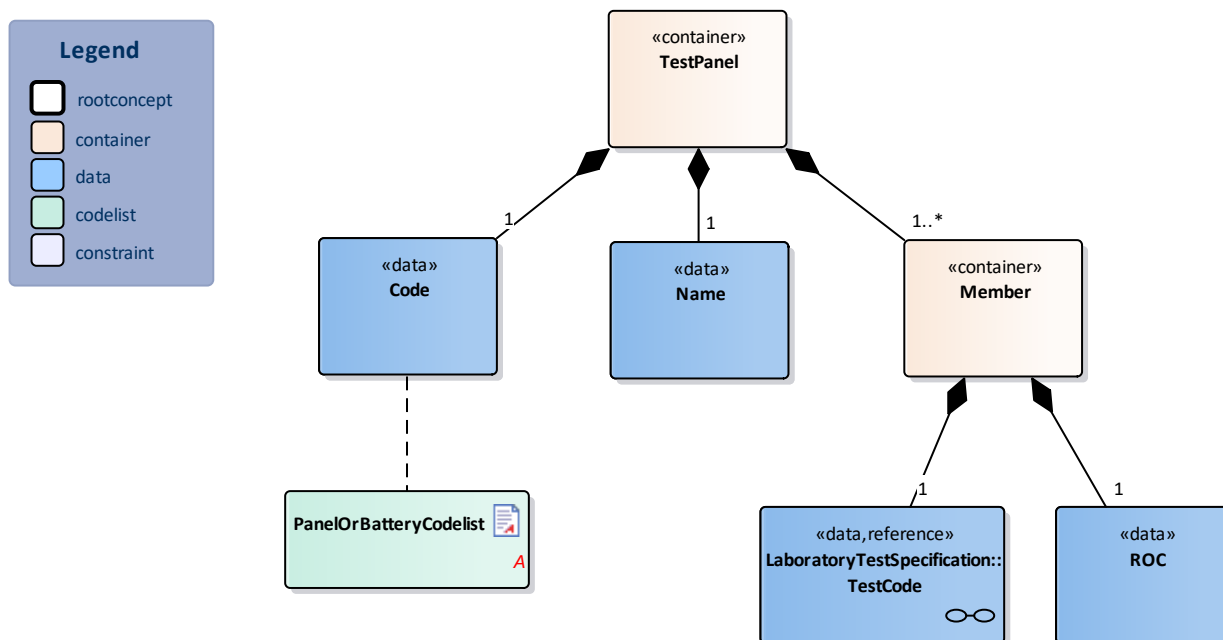 Legend
rootconcept
container
data
codelist
constraint
«container»
TestPanel
1
1
1..*
«data»
Code
«data»
Name
«container»
Member
PanelOrBatteryCodelist
A
A
1
1
«data,reference»
LaboratoryTestSpecification::
TestCode
«data»
ROC